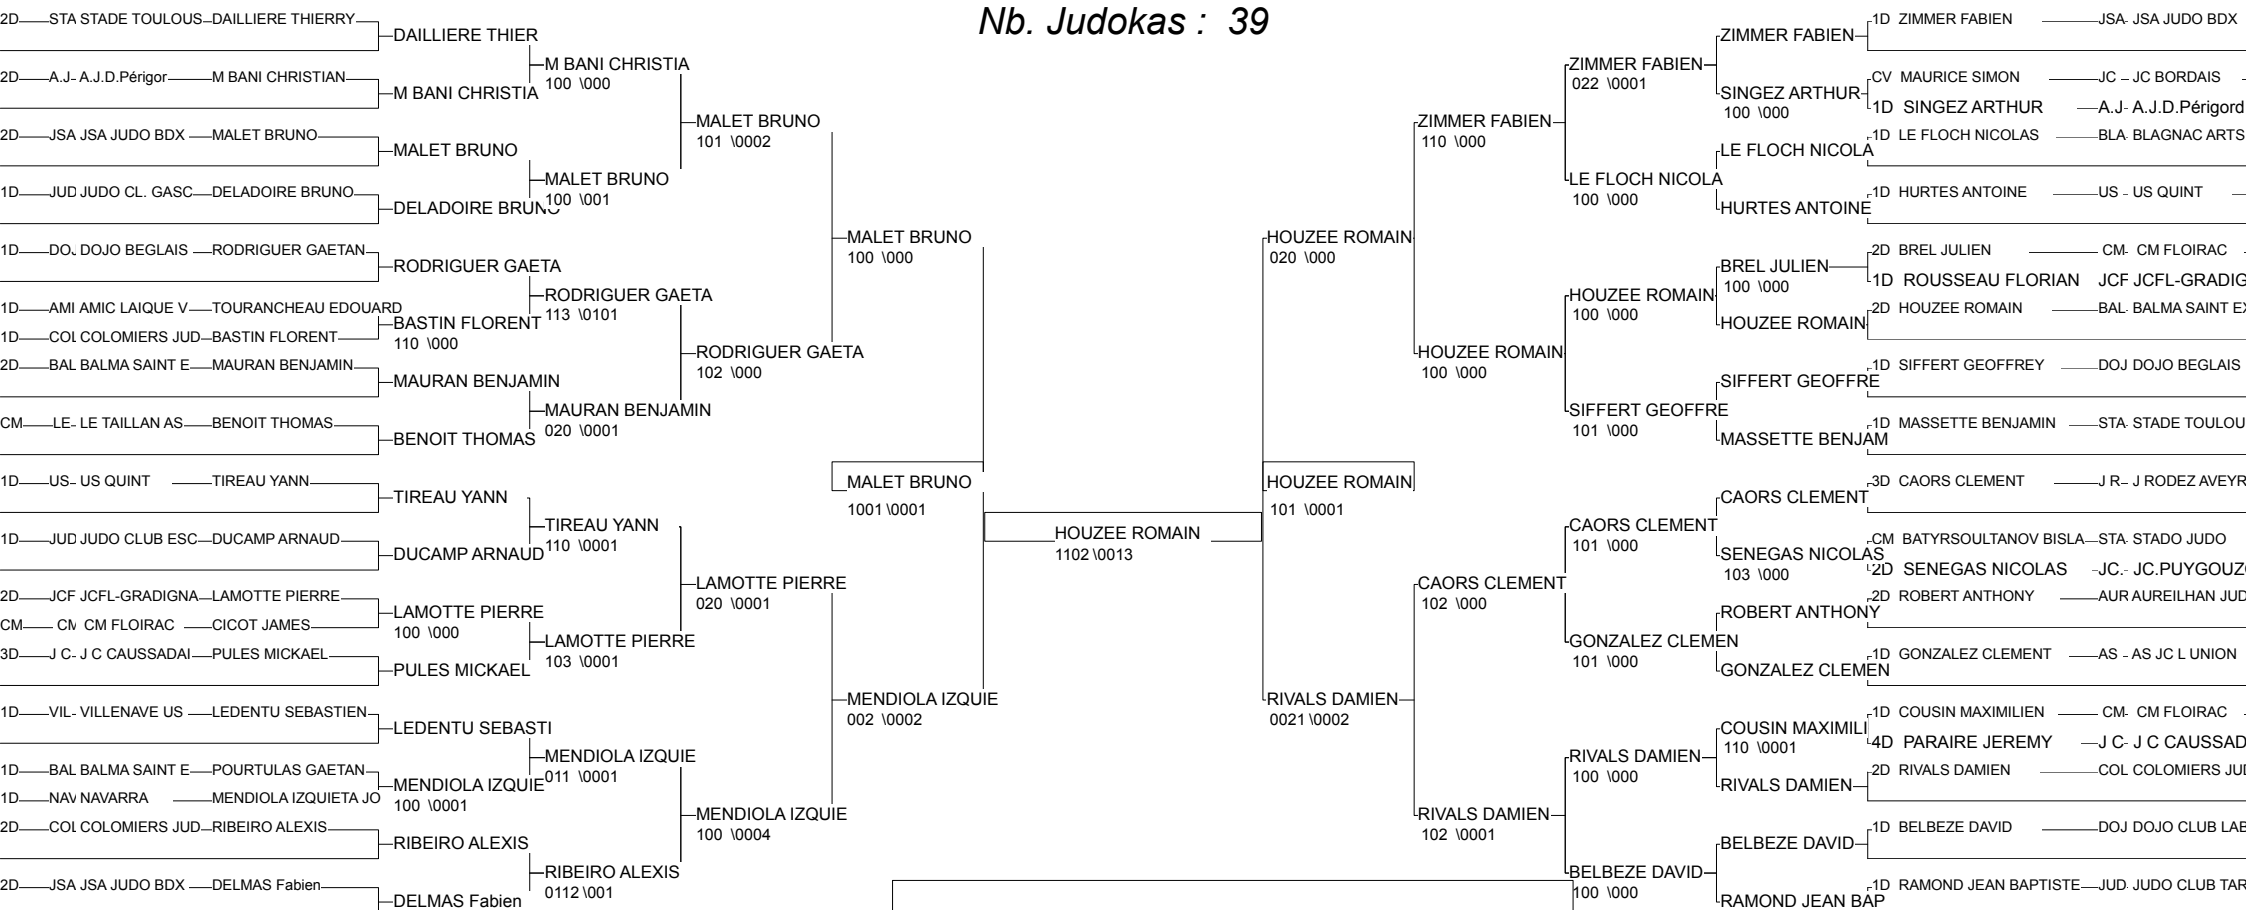 Nb. Judokas : 39
2D STA STADE TOULOUS DAILLIERE THIERRY
DAILLIERE THIER
M BANI CHRISTIA
100 \000
2D A.J- A.J.D.Périgor M BANI CHRISTIAN
M BANI CHRISTIA
MALET BRUNO
101 \0002
2D JSA JSA JUDO BDX MALET BRUNO
MALET BRUNO
MALET BRUNO
100 \001
1D JUD JUDO CL. GASC DELADOIRE BRUNO
DELADOIRE BRUNO
MALET BRUNO
100 \000
1D DOJ DOJO BEGLAIS RODRIGUER GAETAN
RODRIGUER GAETA
RODRIGUER GAETA
113 \0101
1D AMI AMIC LAIQUE V TOURANCHEAU EDOUARD
BASTIN FLORENT
110 \000
1D COL COLOMIERS JUD BASTIN FLORENT
RODRIGUER GAETA
102 \000
2D BAL BALMA SAINT E MAURAN BENJAMIN
MAURAN BENJAMIN
MAURAN BENJAMIN
020 \0001
CM LE- LE TAILLAN AS BENOIT THOMAS
BENOIT THOMAS
MALET BRUNO
1001 \0001
1D US- US QUINT TIREAU YANN
TIREAU YANN
TIREAU YANN
110 \0001
1D JUD JUDO CLUB ESC DUCAMP ARNAUD
DUCAMP ARNAUD
LAMOTTE PIERRE
020 \0001
2D JCF JCFL-GRADIGNA LAMOTTE PIERRE
LAMOTTE PIERRE
100 \000
CM CM CM FLOIRAC CICOT JAMES
LAMOTTE PIERRE
103 \0001
3D J C- J C CAUSSADAI PULES MICKAEL
PULES MICKAEL
MENDIOLA IZQUIE
002 \0002
1D VIL- VILLENAVE US LEDENTU SEBASTIEN
LEDENTU SEBASTI
MENDIOLA IZQUIE
011 \0001
1D BAL BALMA SAINT E POURTULAS GAETAN
MENDIOLA IZQUIE
100 \0001
1D NAV NAVARRA MENDIOLA IZQUIETA JO
MENDIOLA IZQUIE
100 \0004
2D COL COLOMIERS JUD RIBEIRO ALEXIS
RIBEIRO ALEXIS
RIBEIRO ALEXIS
0112 \001
2D JSA JSA JUDO BDX DELMAS Fabien
DELMAS Fabien
HOUZEE ROMAIN
1102 \0013
1D ZIMMER FABIEN JSA- JSA JUDO BDX
ZIMMER FABIEN
ZIMMER FABIEN
022 \0001
CV MAURICE SIMON JC - JC BORDAIS
SINGEZ ARTHUR
100 \000
1D SINGEZ ARTHUR A.J- A.J.D.Périgord
ZIMMER FABIEN
110 \000
1D LE FLOCH NICOLAS BLA- BLAGNAC ARTS
LE FLOCH NICOLA
LE FLOCH NICOLA
100 \000
1D HURTES ANTOINE US - US QUINT
HURTES ANTOINE
HOUZEE ROMAIN
020 \000
2D BREL JULIEN CM- CM FLOIRAC
BREL JULIEN
100 \000
1D ROUSSEAU FLORIAN JCF JCFL-GRADIG
HOUZEE ROMAIN
100 \000
2D HOUZEE ROMAIN BAL- BALMA SAINT EX
HOUZEE ROMAIN
HOUZEE ROMAIN
100 \000
1D SIFFERT GEOFFREY DOJ DOJO BEGLAIS
SIFFERT GEOFFRE
SIFFERT GEOFFRE
101 \000
1D MASSETTE BENJAMIN STA- STADE TOULOU
MASSETTE BENJAM
HOUZEE ROMAIN
101 \0001
3D CAORS CLEMENT J R- J RODEZ AVEYR
CAORS CLEMENT
CAORS CLEMENT
101 \000
CM BATYRSOULTANOV BISLA STA- STADO JUDO
SENEGAS NICOLAS
103 \000
2D SENEGAS NICOLAS JC.- JC.PUYGOUZO
CAORS CLEMENT
102 \000
2D ROBERT ANTHONY AUR AUREILHAN JUD
ROBERT ANTHONY
GONZALEZ CLEMEN
101 \000
1D GONZALEZ CLEMENT AS - AS JC L UNION
GONZALEZ CLEMEN
RIVALS DAMIEN
0021 \0002
1D COUSIN MAXIMILIEN CM- CM FLOIRAC
COUSIN MAXIMILI
110 \0001
4D PARAIRE JEREMY J C- J C CAUSSAD
RIVALS DAMIEN
100 \000
2D RIVALS DAMIEN COL COLOMIERS JUD
RIVALS DAMIEN
RIVALS DAMIEN
102 \0001
1D BELBEZE DAVID DOJ DOJO CLUB LAB
BELBEZE DAVID
BELBEZE DAVID
100 \000
1D RAMOND JEAN BAPTISTE JUD- JUDO CLUB TAR
RAMOND JEAN BAP